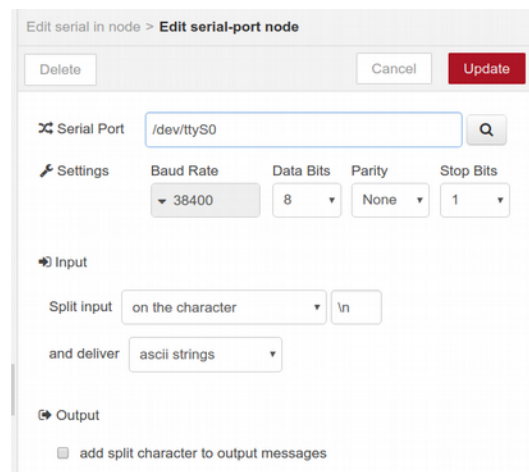 Edit serial in node > Edit serial-port node
Delete Cancel Update
Serial Port /dev/ttyS0
Settings Baud Rate Data Bits Parity Stop Bits
38400 8 None 1
Input
Split input on the character \n
and deliver ascii strings
Output
add split character to output messages